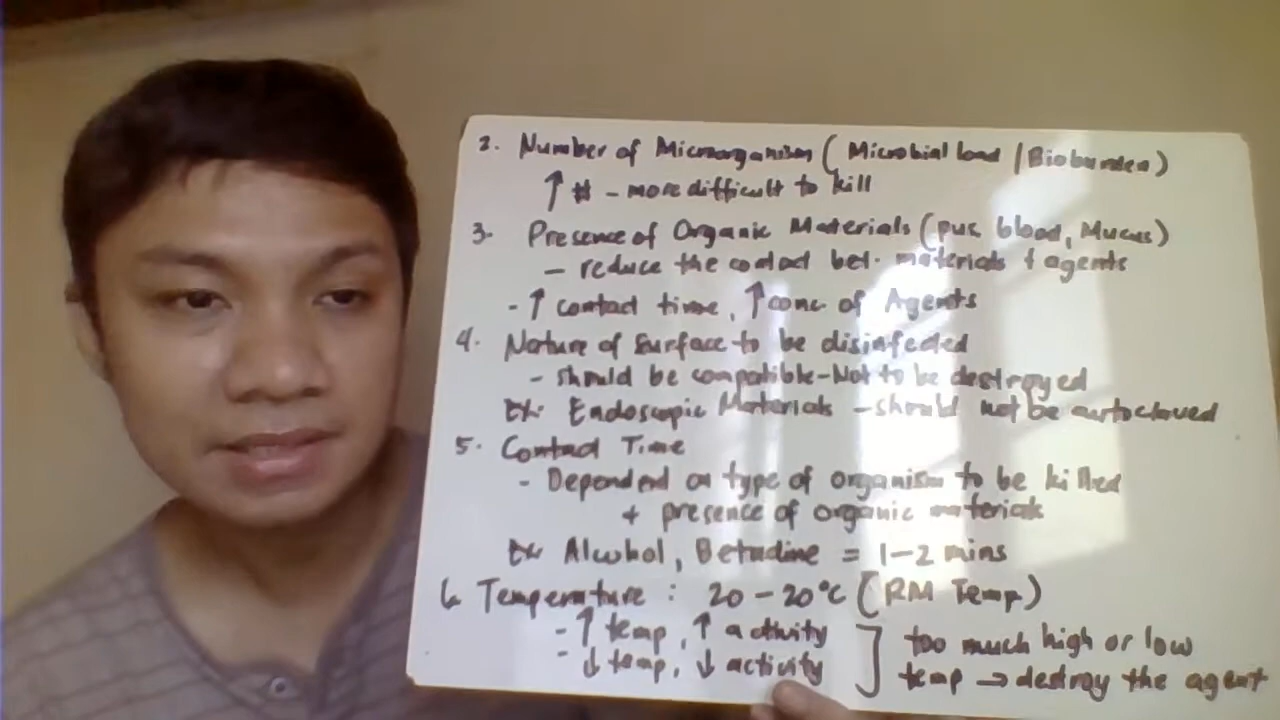 2. Number of Microorganism (Microbial load / Bioburden)
↑ # - more difficult to kill
3. Presence of Organic Materials (pus, blood, Mucus)
- reduce the contact bet. materials + agents
- ↑ contact time, ↑ conc of Agents
4. Nature of surface to be disinfected
- should be compatible - Not to be destroyed
Ex: Endoscopic Materials - should not be autoclaved
5. Contact Time
- Dependent on type of organism to be killed
+ presence of organic materials
Ex: Alcohol, Betadine = 1-2 mins
6. Temperature : 20 - 20°C (RM Temp)
- ↑ temp, ↑ activity ] too much high or low
- ↓ temp, ↓ activity temp → destroy the agent